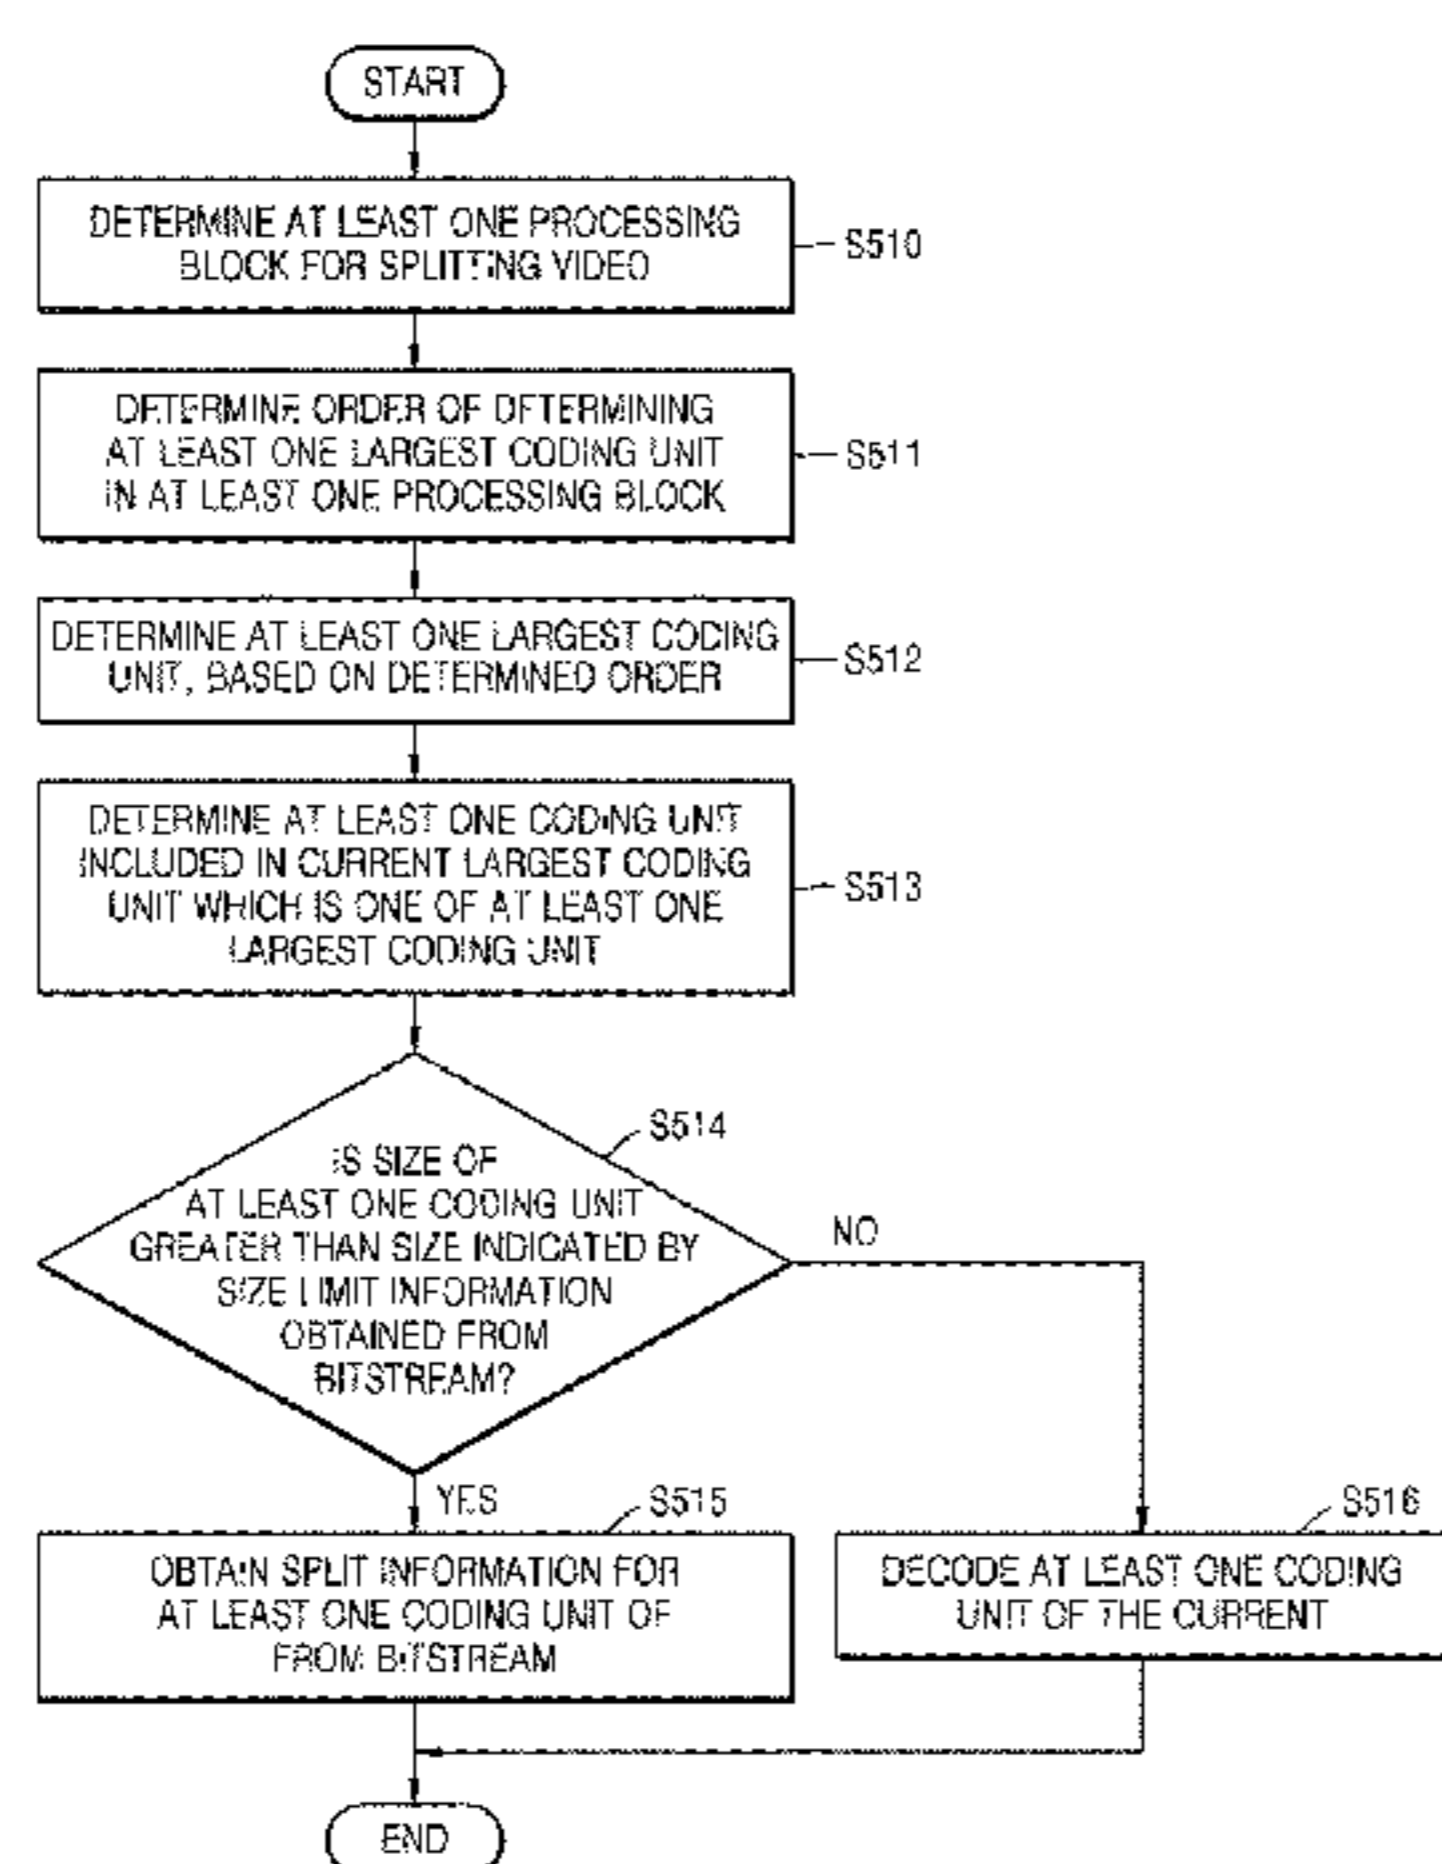 START
DETERMINE AT LEAST ONE PROCESSING
BLOCK FOR SPLITTING VIDEO
S510
DETERMINE ORDER OF DETERMINING
AT LEAST ONE LARGEST CODING UNIT
IN AT LEAST ONE PROCESSING BLOCK
S511
DETERMINE AT LEAST ONE LARGEST CODING
UNIT, BASED ON DETERMINED ORDER
S512
DETERMINE AT LEAST ONE CODING UNIT
INCLUDED IN CURRENT LARGEST CODING
UNIT WHICH IS ONE OF AT LEAST ONE
LARGEST CODING UNIT
S513
S514
IS SIZE OF
AT LEAST ONE CODING UNIT
GREATER THAN SIZE INDICATED BY
SIZE LIMIT INFORMATION
OBTAINED FROM
BITSTREAM?
NO
YES
S515
OBTAIN SPLIT INFORMATION FOR
AT LEAST ONE CODING UNIT OF
FROM BITSTREAM
S516
DECODE AT LEAST ONE CODING
UNIT OF THE CURRENT
END